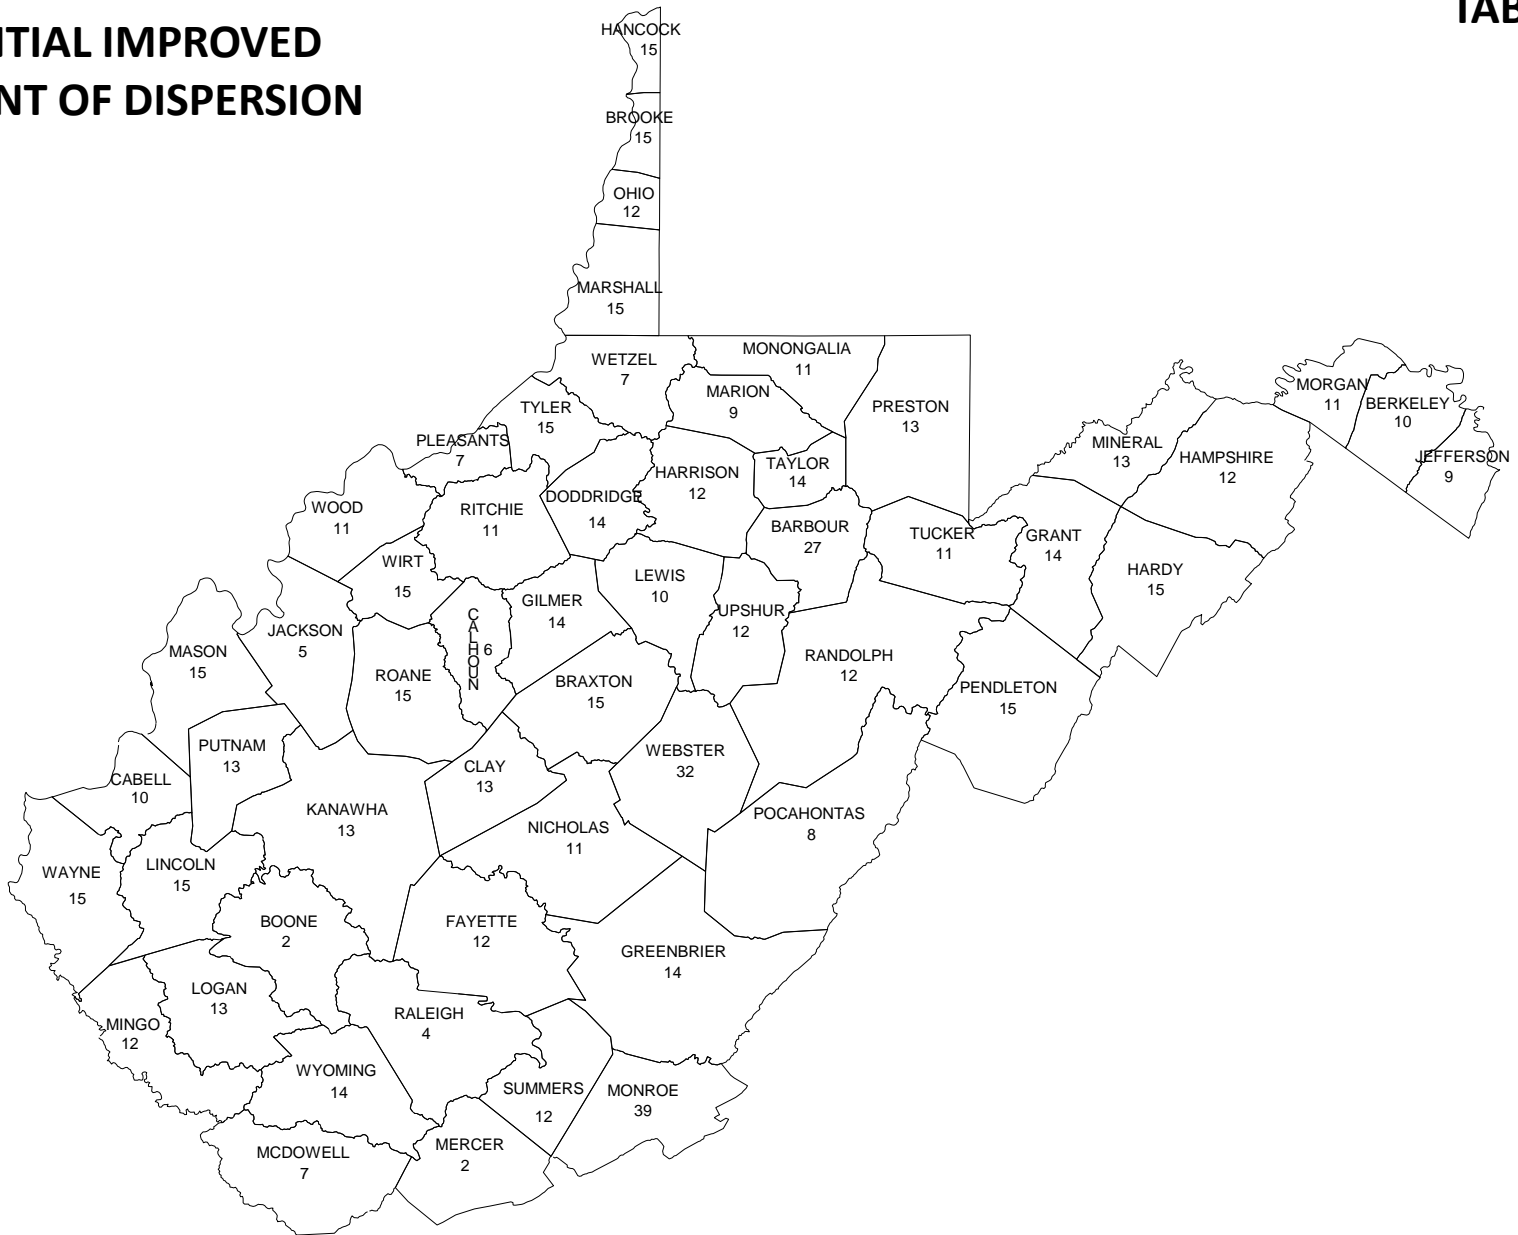 TIAL IMPROVED
NT OF DISPERSION
TAB
HANCOCK
15
BROOKE
15
OHIO
12
MARSHALL
15
WETZEL
7
MONONGALIA
11
MARION
9
PRESTON
13
TYLER
15
PLEASANTS
7
MORGAN
11
BERKELEY
10
JEFFERSON
9
MINERAL
13
HAMPSHIRE
12
TAYLOR
14
HARRISON
12
DODDRIDGE
14
RITCHIE
11
WOOD
11
BARBOUR
27
TUCKER
11
GRANT
14
HARDY
15
WIRT
15
LEWIS
10
GILMER
14
UPSHUR
12
CALHOUN
6
JACKSON
5
MASON
15
ROANE
15
BRAXTON
15
RANDOLPH
12
PENDLETON
15
PUTNAM
13
WEBSTER
32
CLAY
13
CABELL
10
KANAWHA
13
POCAHONTAS
8
NICHOLAS
11
WAYNE
15
LINCOLN
15
BOONE
2
FAYETTE
12
GREENBRIER
14
LOGAN
13
RALEIGH
4
MINGO
12
WYOMING
14
SUMMERS
12
MONROE
39
MCDOWELL
7
MERCER
2